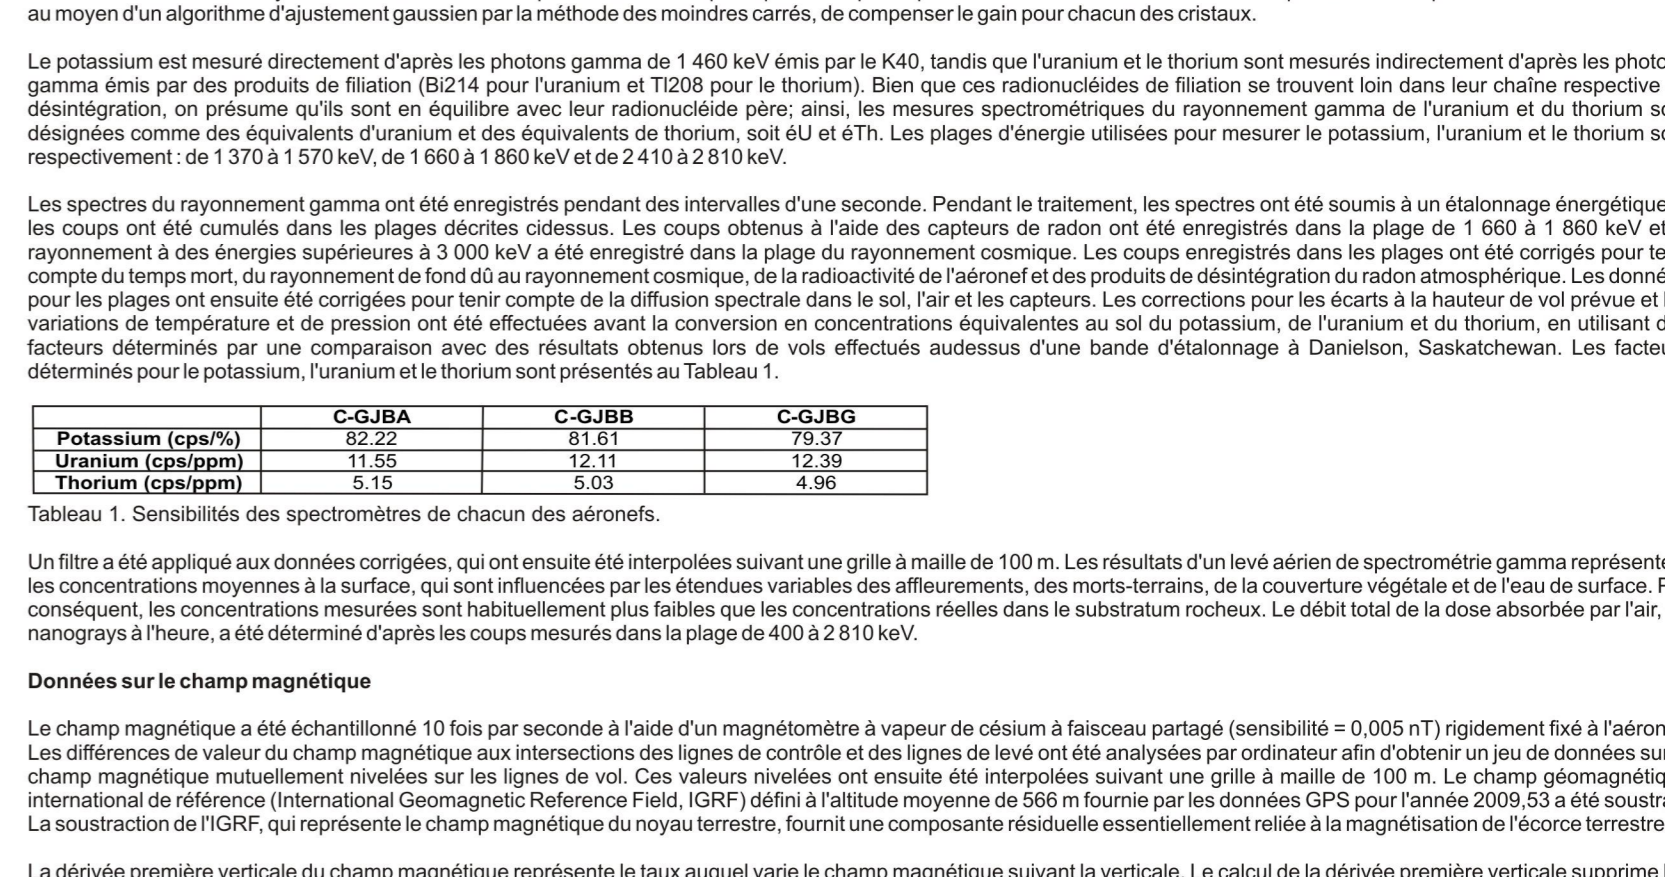 au moyen d'un algorithme d'ajustement gaussien par la méthode des moindres carrés, de compenser le gain pour chacun des cristaux.
Le potassium est mesuré directement d'après les photons gamma de 1 460 keV émis par le K40, tandis que l'uranium et le thorium sont mesurés indirectement d'après les photo
gamma émis par des produits de filiation (Bi214 pour l'uranium et Tl208 pour le thorium). Bien que ces radionucléides de filiation se trouvent loin dans leur chaîne respective
désintégration, on présume qu'ils sont en équilibre avec leur radionucléide père; ainsi, les mesures spectrométriques du rayonnement gamma de l'uranium et du thorium so
désignées comme des équivalents d'uranium et des équivalents de thorium, soit éU et éTh. Les plages d'énergie utilisées pour mesurer le potassium, l'uranium et le thorium so
respectivement : de 1 370 à 1 570 keV, de 1 660 à 1 860 keV et de 2 410 à 2 810 keV.
Les spectres du rayonnement gamma ont été enregistrés pendant des intervalles d'une seconde. Pendant le traitement, les spectres ont été soumis à un étalonnage énergétique
les coups ont été cumulés dans les plages décrites cidessus. Les coups obtenus à l'aide des capteurs de radon ont été enregistrés dans la plage de 1 660 à 1 860 keV et
rayonnement à des énergies supérieures à 3 000 keV a été enregistré dans la plage du rayonnement cosmique. Les coups enregistrés dans les plages ont été corrigés pour te
compte du temps mort, du rayonnement de fond dû au rayonnement cosmique, de la radioactivité de l'aéronef et des produits de désintégration du radon atmosphérique. Les donné
pour les plages ont ensuite été corrigées pour tenir compte de la diffusion spectrale dans le sol, l'air et les capteurs. Les corrections pour les écarts à la hauteur de vol prévue et l
variations de température et de pression ont été effectuées avant la conversion en concentrations équivalentes au sol du potassium, de l'uranium et du thorium, en utilisant d
facteurs déterminés par une comparaison avec des résultats obtenus lors de vols effectués audessus d'une bande d'étalonnage à Danielson, Saskatchewan. Les facteu
déterminés pour le potassium, l'uranium et le thorium sont présentés au Tableau 1.
C-GJBA C-GJBB C-GJBG
Potassium (cps/%) 82.22 81.61 79.37
Uranium (cps/ppm) 11.55 12.11 12.39
Thorium (cps/ppm) 5.15 5.03 4.96
Tableau 1. Sensibilités des spectromètres de chacun des aéronefs.
Un filtre a été appliqué aux données corrigées, qui ont ensuite été interpolées suivant une grille à maille de 100 m. Les résultats d'un levé aérien de spectrométrie gamma représente
les concentrations moyennes à la surface, qui sont influencées par les étendues variables des affleurements, des morts-terrains, de la couverture végétale et de l'eau de surface. P
conséquent, les concentrations mesurées sont habituellement plus faibles que les concentrations réelles dans le substratum rocheux. Le débit total de la dose absorbée par l'air,
nanograys à l'heure, a été déterminé d'après les coups mesurés dans la plage de 400 à 2 810 keV.
Données sur le champ magnétique
Le champ magnétique a été échantillonné 10 fois par seconde à l'aide d'un magnétomètre à vapeur de césium à faisceau partagé (sensibilité = 0,005 nT) rigidement fixé à l'aéron
Les différences de valeur du champ magnétique aux intersections des lignes de contrôle et des lignes de levé ont été analysées par ordinateur afin d'obtenir un jeu de données sur
champ magnétique mutuellement nivelées sur les lignes de vol. Ces valeurs nivelées ont ensuite été interpolées suivant une grille à maille de 100 m. Le champ géomagnétiq
international de référence (International Geomagnetic Reference Field, IGRF) défini à l'altitude moyenne de 566 m fournie par les données GPS pour l'année 2009,53 a été soustra
La soustraction de l'IGRF, qui représente le champ magnétique du noyau terrestre, fournit une composante résiduelle essentiellement reliée à la magnétisation de l'écorce terrestre
La dérivée première verticale du champ magnétique représente le taux auquel varie le champ magnétique suivant la verticale. Le calcul de la dérivée première verticale supprime l